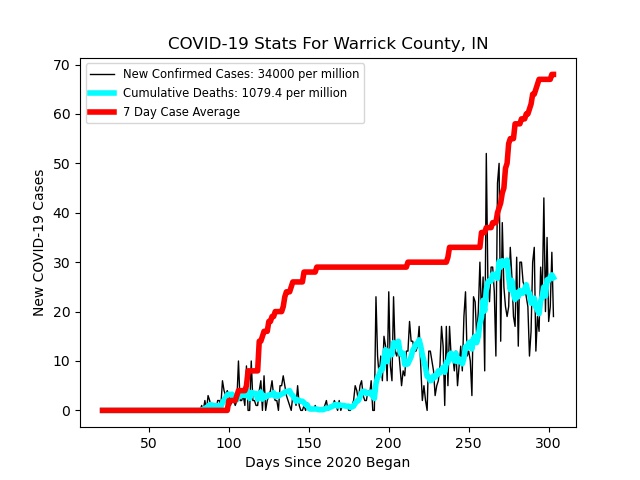 COVID-19 Stats For Warrick County, IN
New Confirmed Cases: 34000 per million
Cumulative Deaths: 1079.4 per million
7 Day Case Average
New COVID-19 Cases
70
60
50
40
30
20
10
0
50 100 150 200 250 300
Days Since 2020 Began